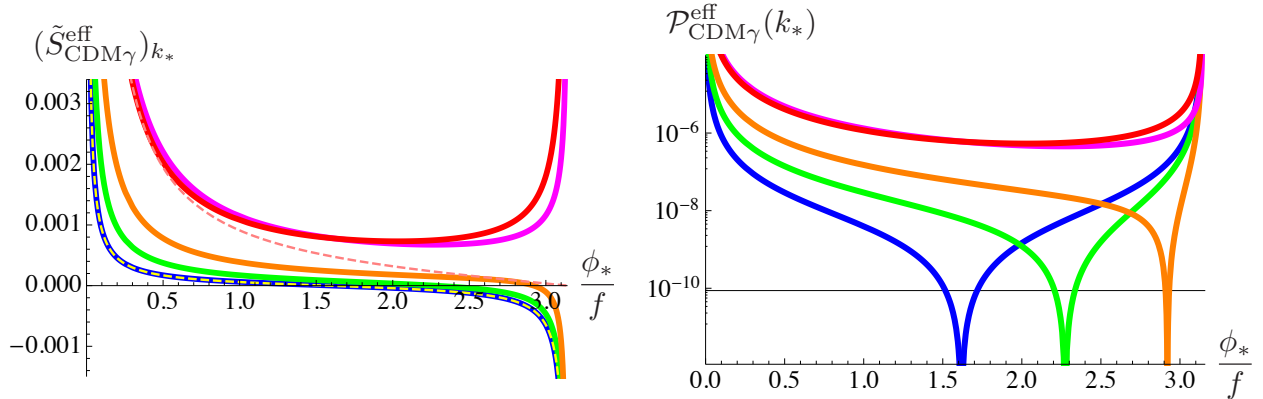 (S̃^eff_CDMγ)_k*
0.003
0.002
0.001
0.000
−0.001
0.5 1.0 1.5 2.0 2.5 3.0
ϕ* / f
P^eff_CDMγ(k*)
10^−6
10^−8
10^−10
0.0 0.5 1.0 1.5 2.0 2.5 3.0
ϕ* / f